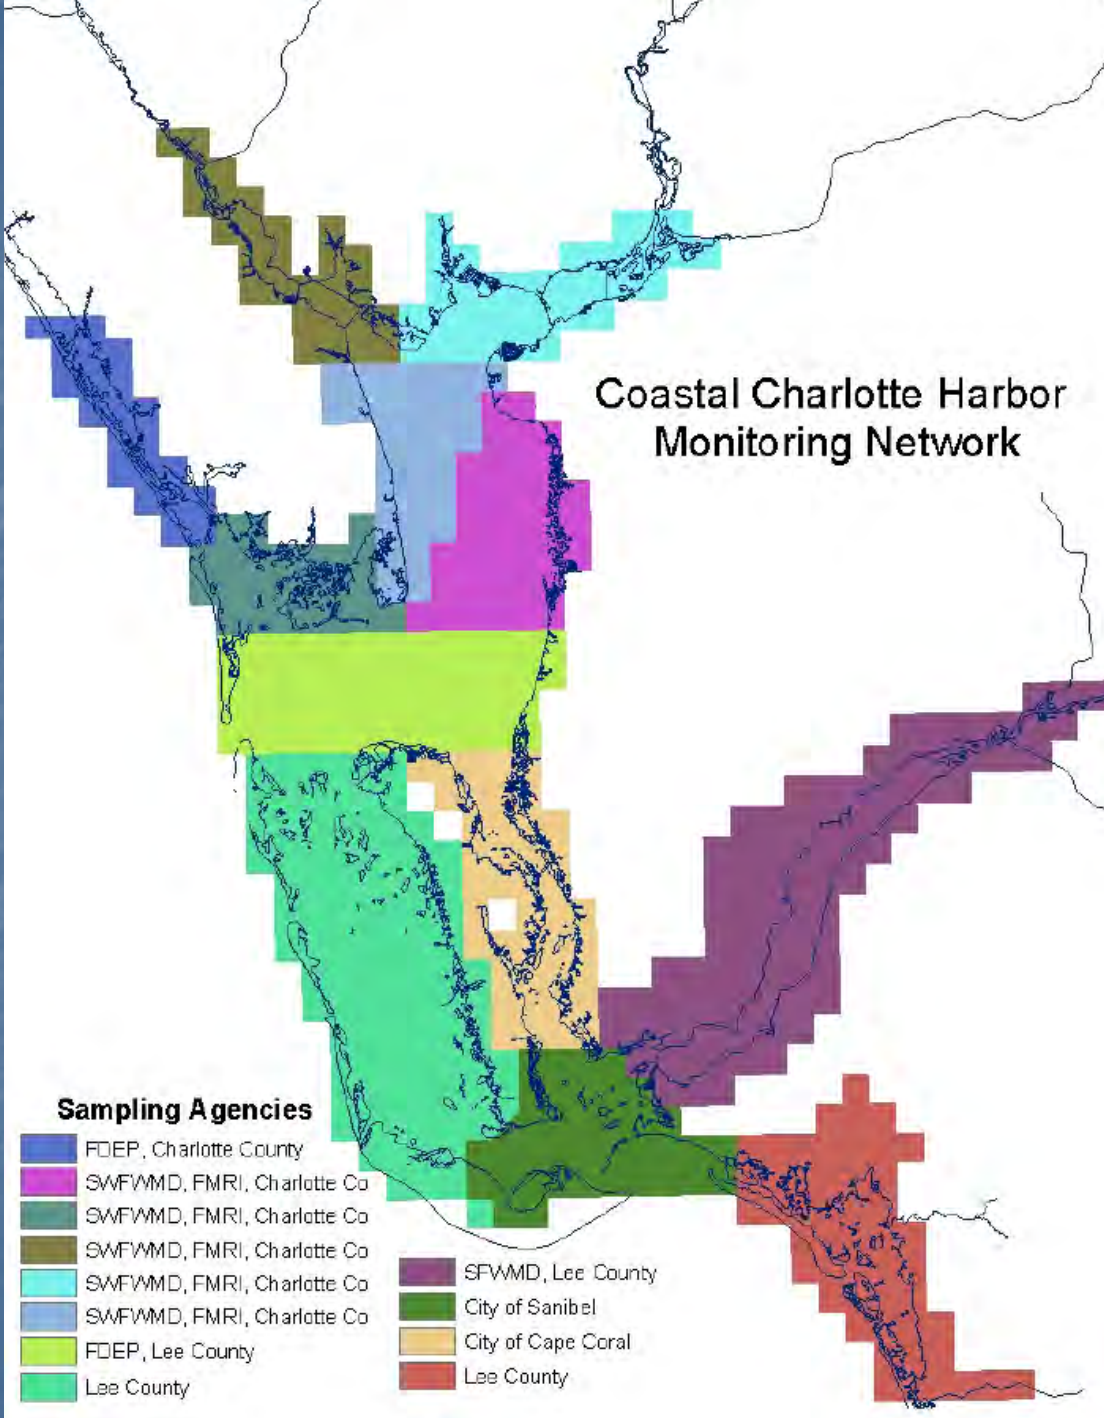 Coastal Charlotte Harbor
Monitoring Network
Sampling Agencies
FDEP, Charlotte County
SWFWMD, FMRI, Charlotte Co
SWFWMD, FMRI, Charlotte Co
SWFWMD, FMRI, Charlotte Co
SWFWMD, FMRI, Charlotte Co
SWFWMD, FMRI, Charlotte Co
FDEP, Lee County
Lee County
SFWMD, Lee County
City of Sanibel
City of Cape Coral
Lee County